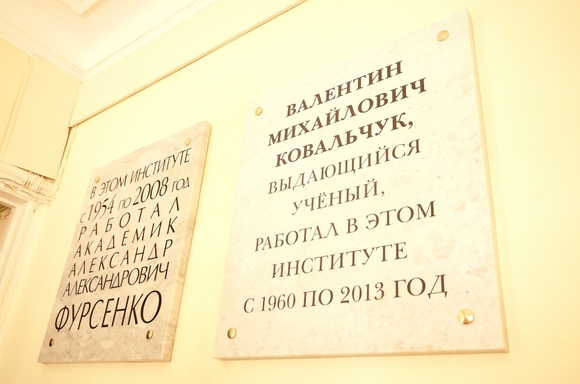 В ЭТОМ ИНСТИТУТЕ
С 1954 ПО 2008 ГОД
РАБОТАЛ
АКАДЕМИК
АЛЕКСАНДР
АЛЕКСАНДРОВИЧ
ФУРСЕНКО
ВАЛЕНТИН
МИХАЙЛОВИЧ
КОВАЛЬЧУК,
ВЫДАЮЩИЙСЯ
УЧЁНЫЙ,
РАБОТАЛ В ЭТОМ
ИНСТИТУТЕ
С 1960 ПО 2013 ГОД